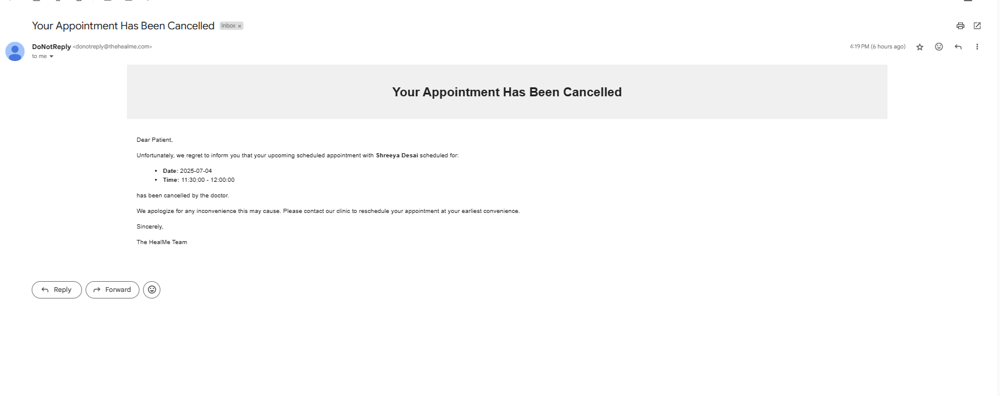 Your Appointment Has Been Cancelled Inbox ×
DoNotReply <donotreply@thehealme.com> 4:19 PM (6 hours ago)
to me
Your Appointment Has Been Cancelled
Dear Patient,
Unfortunately, we regret to inform you that your upcoming scheduled appointment with Shreeya Desai scheduled for:
• Date: 2025-07-04
• Time: 11:30:00 - 12:00:00
has been cancelled by the doctor.
We apologize for any inconvenience this may cause. Please contact our clinic to reschedule your appointment at your earliest convenience.
Sincerely,
The HealMe Team
Reply Forward